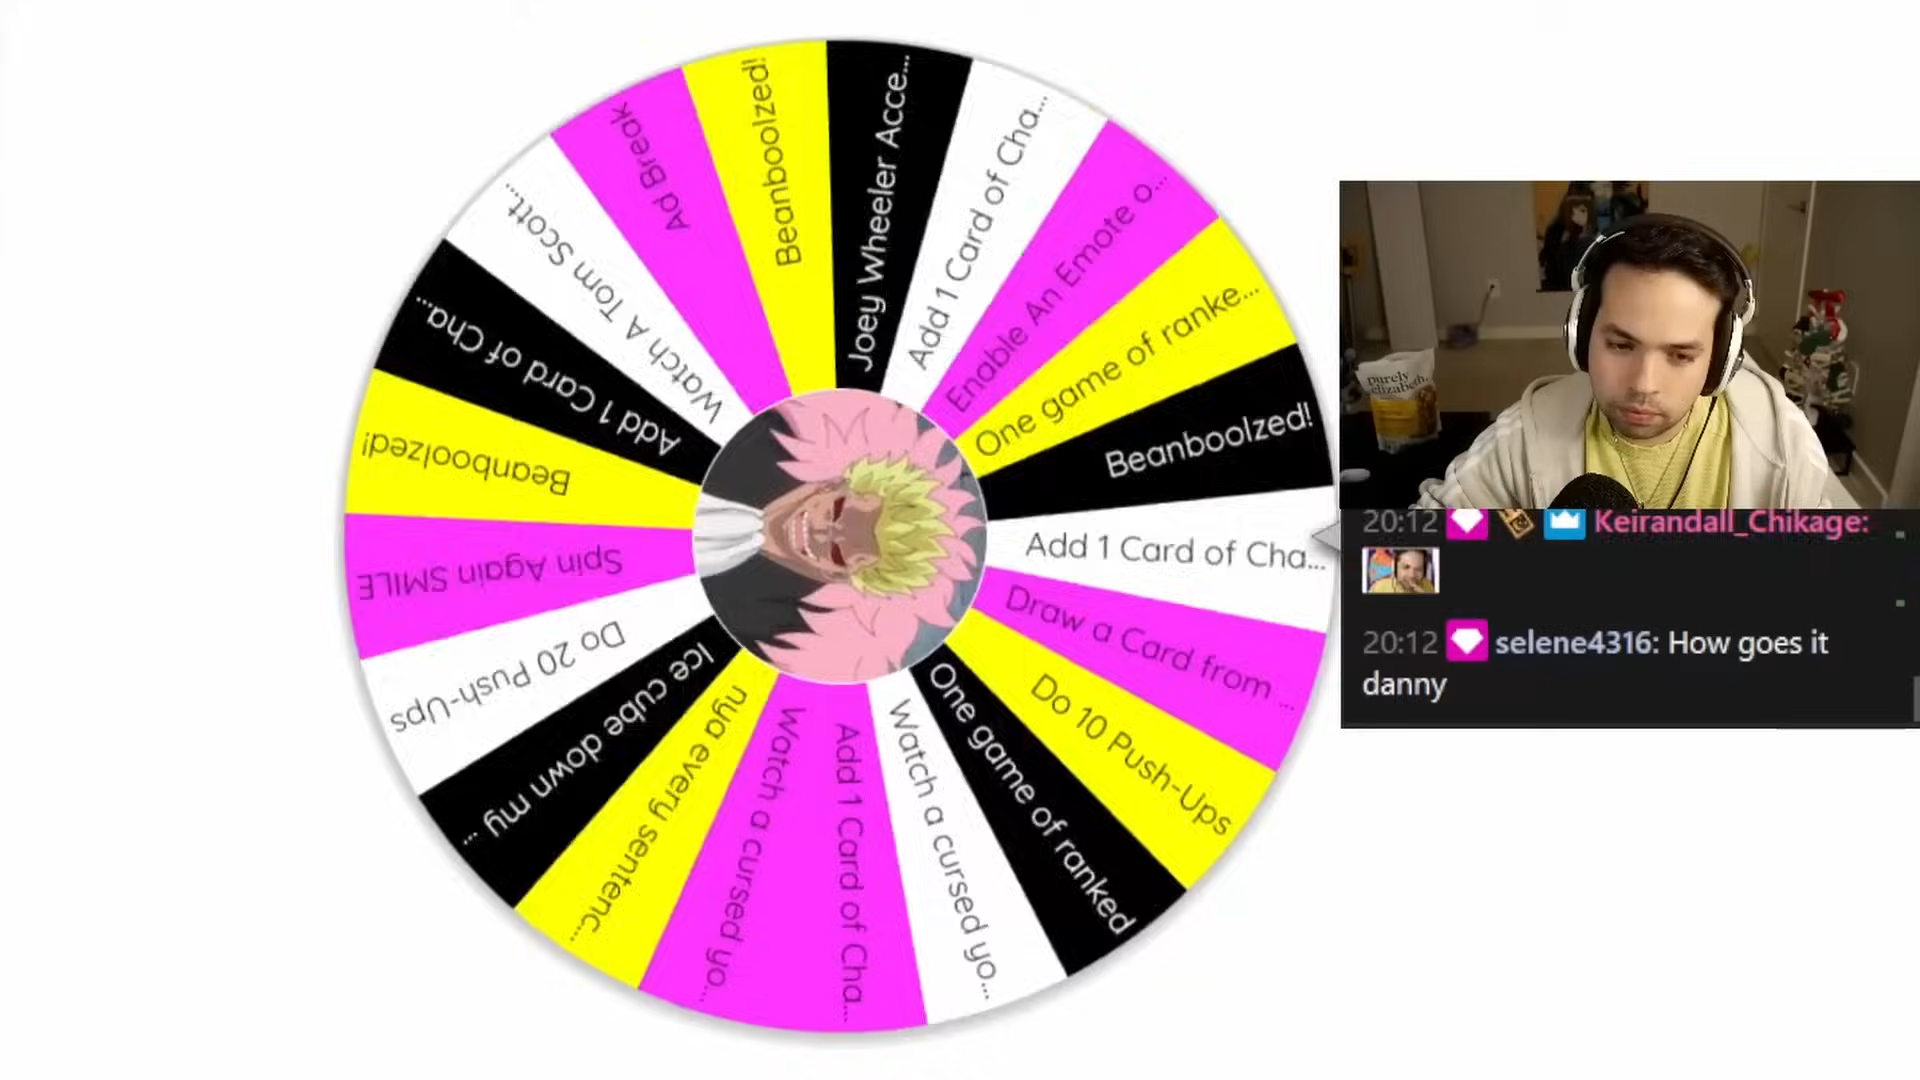 Joey Wheeler Acce...
Add 1 Card of Cha...
Enable An Emote o...
One game of ranke...
Beanboolzed!
Add 1 Card of Cha...
Draw a Card from ...
Do 10 Push-Ups
One game of ranked
Watch a cursed yo...
Add 1 Card of Cha...
Watch a cursed yo...
nya every sentenc...
Ice cube down my ...
Do 20 Push-Ups
Spin Again SMILE
Beanboolzed!
Add 1 Card of Cha...
Watch A Tom Scott...
Ad Break
Beanboolzed!
purely
elizabeth.
20:12 Keirandall_Chikage:
20:12 selene4316: How goes it
danny